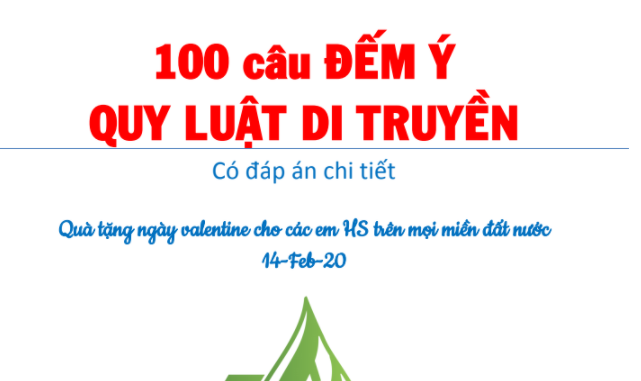 100 câu ĐẾM Ý
QUY LUẬT DI TRUYỀN
Có đáp án chi tiết
Quà tặng ngày valentine cho các em HS trên mọi miền đất nước
14-Feb-20